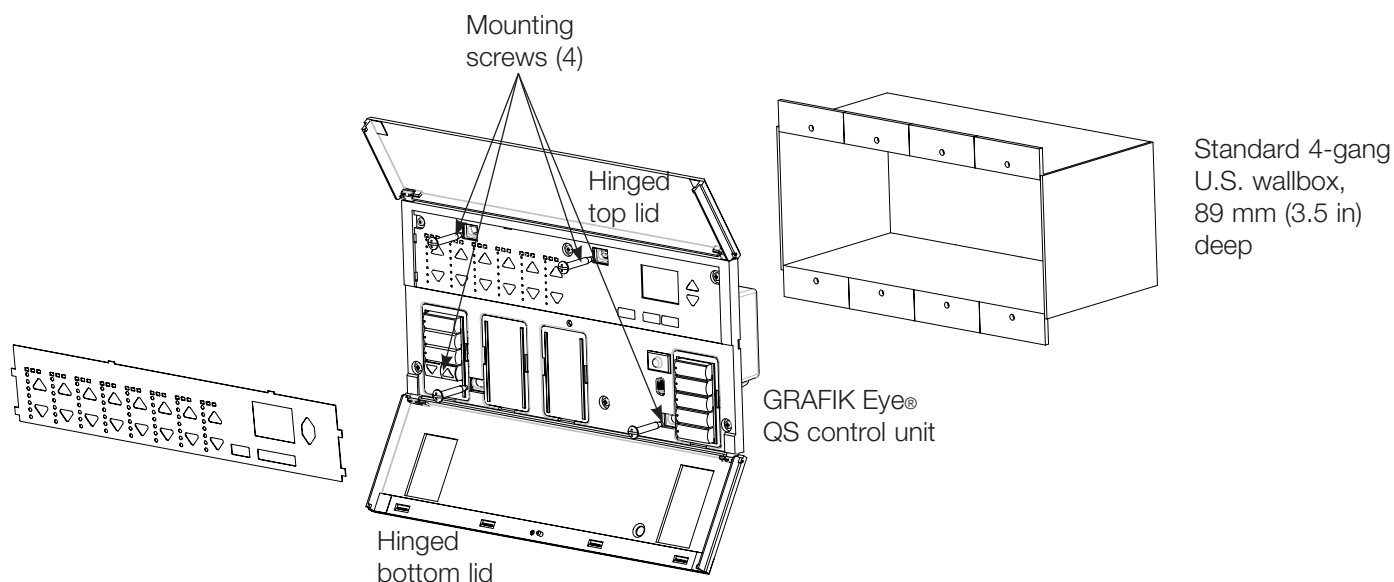 Mounting
screws (4)
Hinged
top lid
Standard 4-gang
U.S. wallbox,
89 mm (3.5 in)
deep
GRAFIK Eye®
QS control unit
Hinged
bottom lid